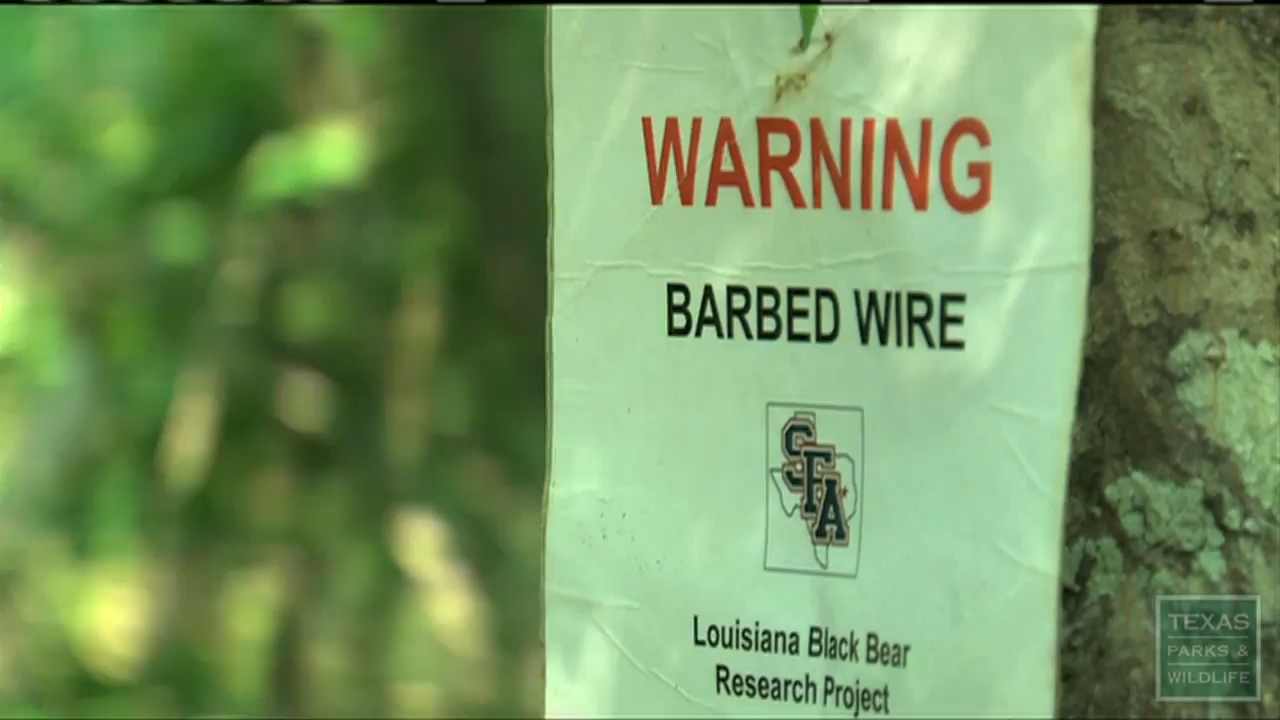 WARNING
BARBED WIRE
SFA
Louisiana Black Bear
Research Project
TEXAS
PARKS &
WILDLIFE